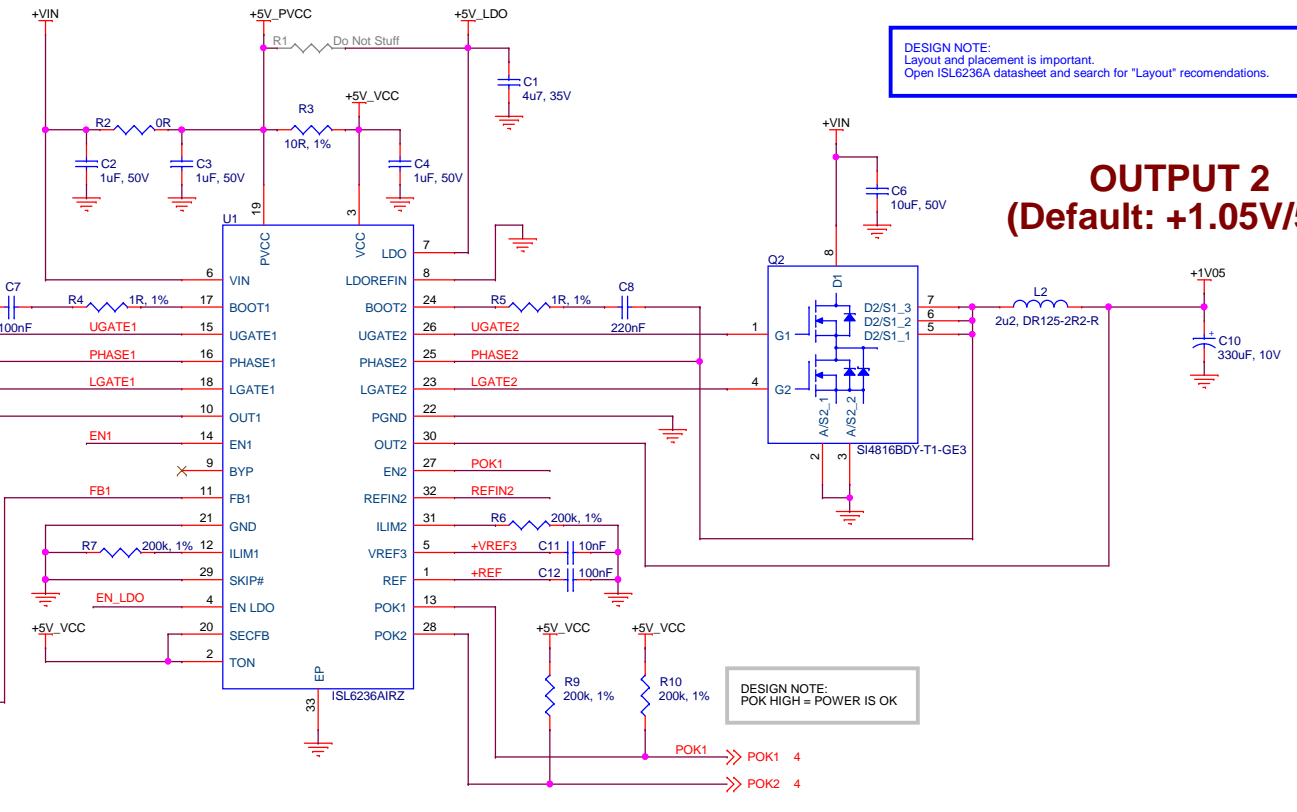 +VIN
+5V_PVCC
+5V_LDO
R1
Do Not Stuff
DESIGN NOTE:
Layout and placement is important.
Open ISL6236A datasheet and search for "Layout" recomendations.
C1
4u7, 35V
+5V_VCC
R2
0R
R3
10R, 1%
C2
1uF, 50V
C3
1uF, 50V
C4
1uF, 50V
+VIN
C6
10uF, 50V
OUTPUT 2
(Default: +1.05V/
U1
19
PVCC
3
VCC
7
LDO
6
VIN
8
LDOREFIN
C7
100nF
R4
1R, 1%
17
BOOT1
24
BOOT2
R5
1R, 1%
C8
220nF
UGATE1
15
UGATE1
26
UGATE2
UGATE2
PHASE1
16
PHASE1
25
PHASE2
PHASE2
LGATE1
18
LGATE1
23
LGATE2
LGATE2
10
OUT1
22
PGND
EN1
14
EN1
30
OUT2
9
BYP
27
EN2
POK1
FB1
11
FB1
32
REFIN2
REFIN2
21
GND
31
ILIM2
R6
200k, 1%
R7
200k, 1%
12
ILIM1
5
VREF3
+VREF3
C11
10nF
29
SKIP#
1
REF
+REF
C12
100nF
EN_LDO
4
EN LDO
13
POK1
+5V_VCC
20
SECFB
28
POK2
2
TON
EP
33
ISL6236AIRZ
Q2
8
D1
1
G1
4
G2
D2/S1_3
7
D2/S1_2
6
D2/S1_1
5
A/S2_1
A/S2_2
2
3
SI4816BDY-T1-GE3
L2
2u2, DR125-2R2-R
+1V05
+
C10
330uF, 10V
+5V_VCC
+5V_VCC
R9
200k, 1%
R10
200k, 1%
DESIGN NOTE:
POK HIGH = POWER IS OK
POK1
POK1 4
POK2 4